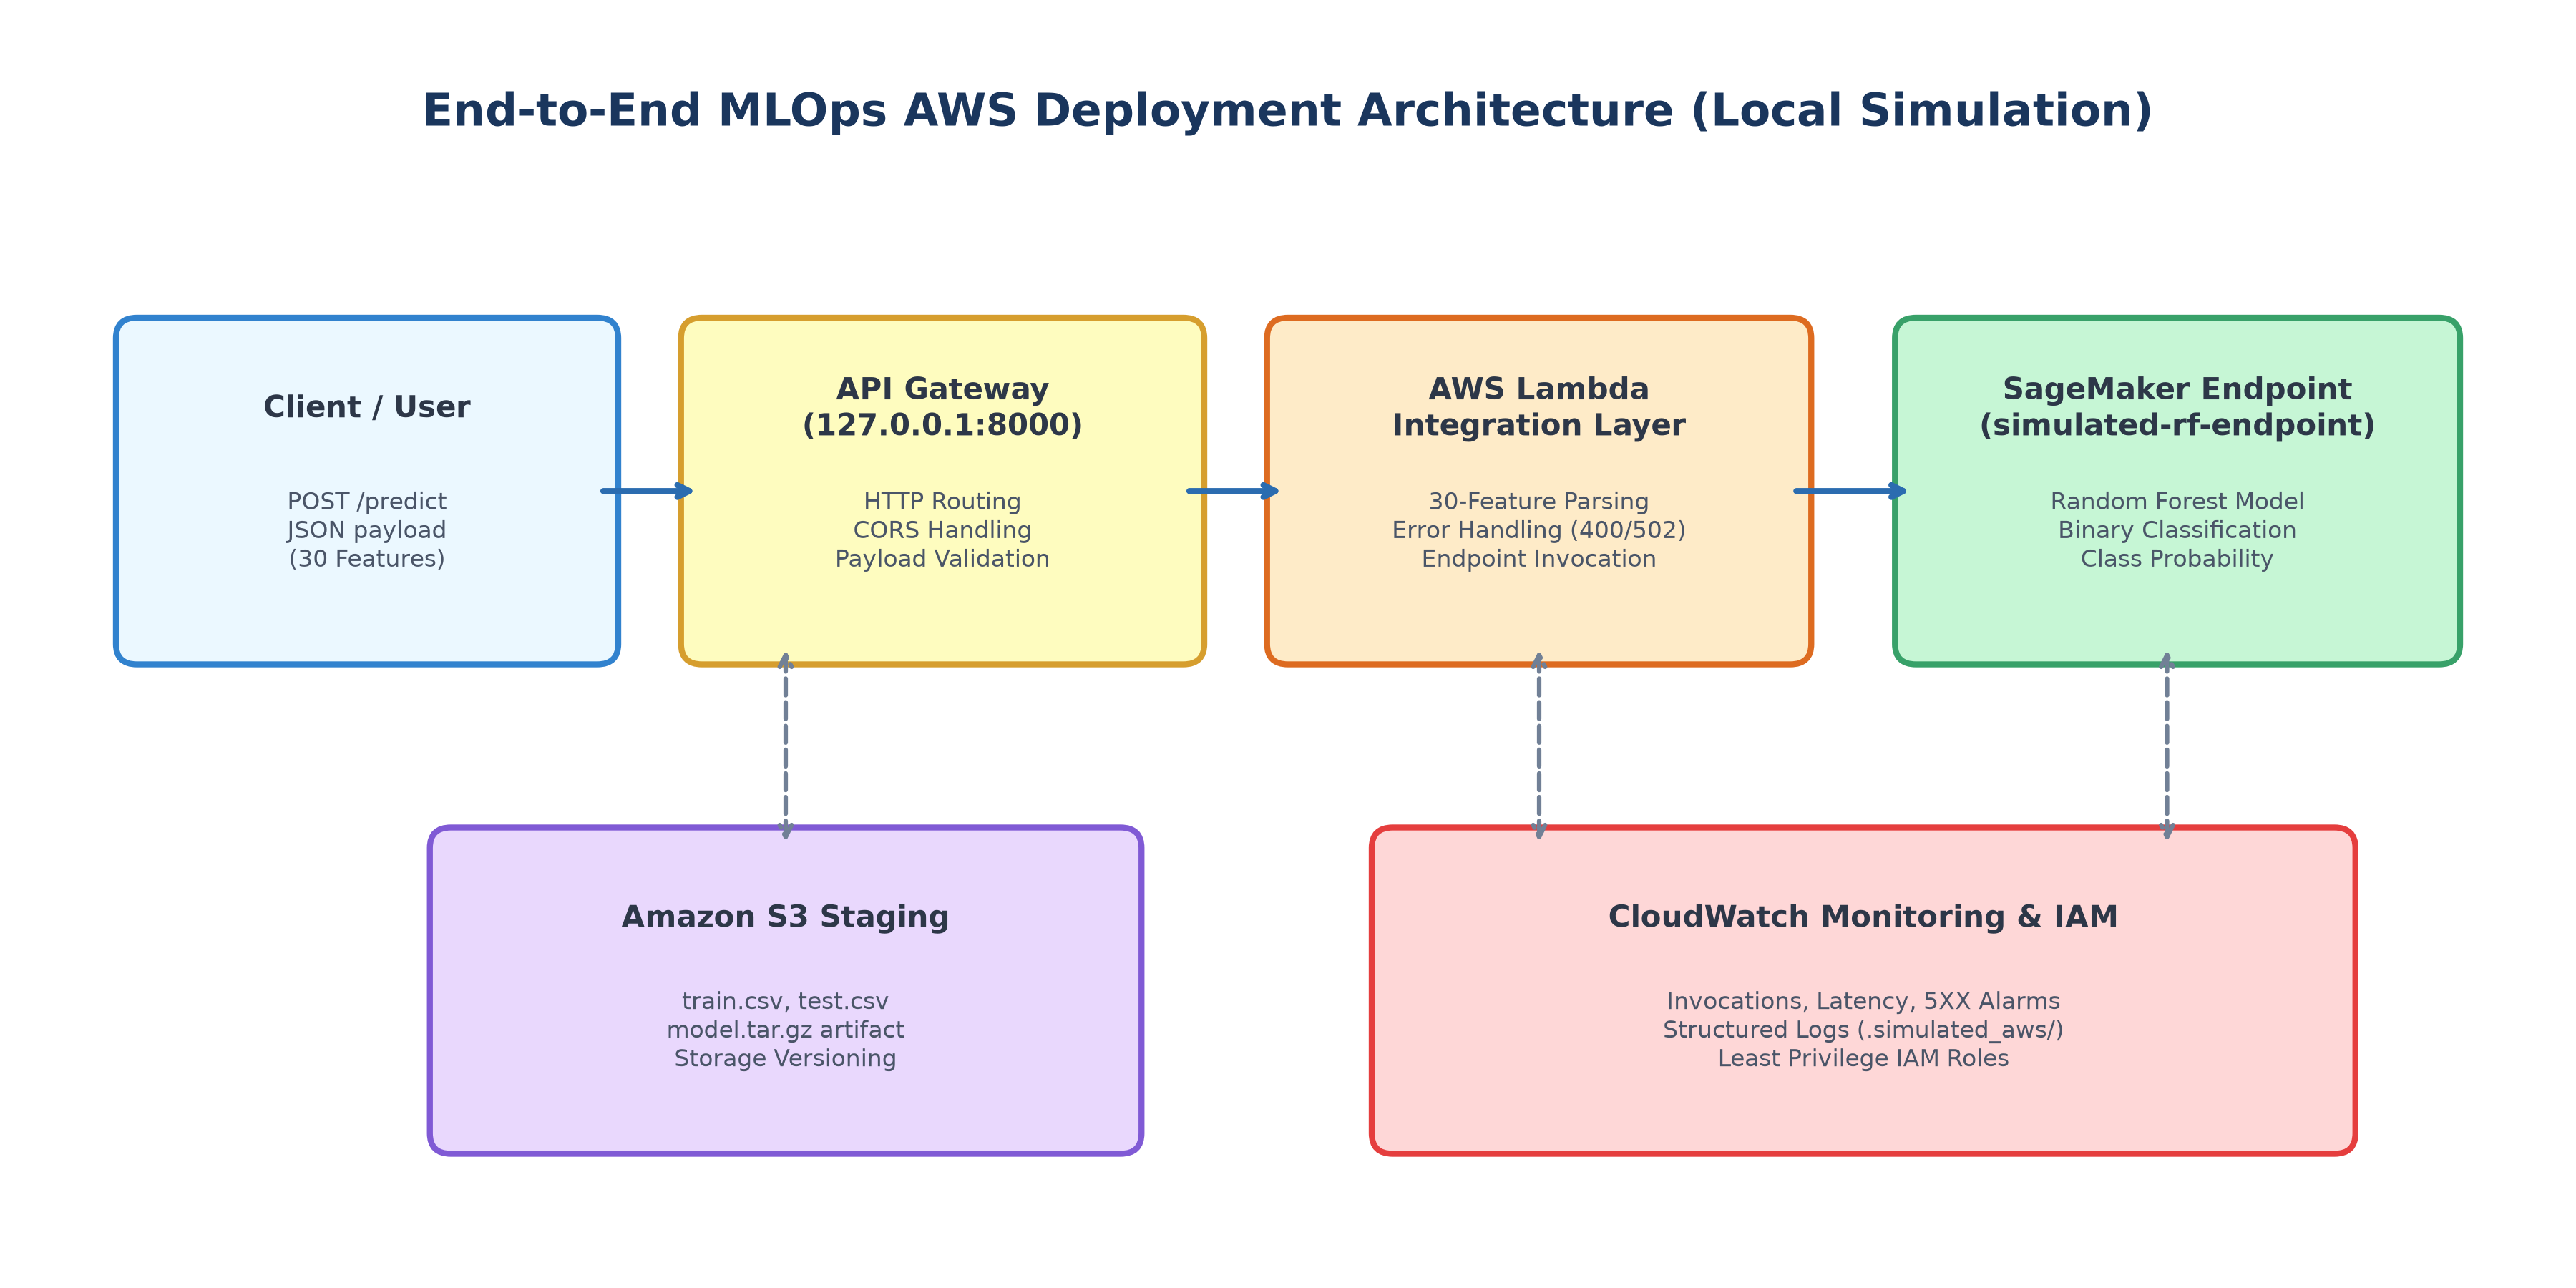 End-to-End MLOps AWS Deployment Architecture (Local Simulation)
Client / User
POST /predict
JSON payload
(30 Features)
API Gateway
(127.0.0.1:8000)
HTTP Routing
CORS Handling
Payload Validation
AWS Lambda
Integration Layer
30-Feature Parsing
Error Handling (400/502)
Endpoint Invocation
SageMaker Endpoint
(simulated-rf-endpoint)
Random Forest Model
Binary Classification
Class Probability
Amazon S3 Staging
train.csv, test.csv
model.tar.gz artifact
Storage Versioning
CloudWatch Monitoring & IAM
Invocations, Latency, 5XX Alarms
Structured Logs (.simulated_aws/)
Least Privilege IAM Roles